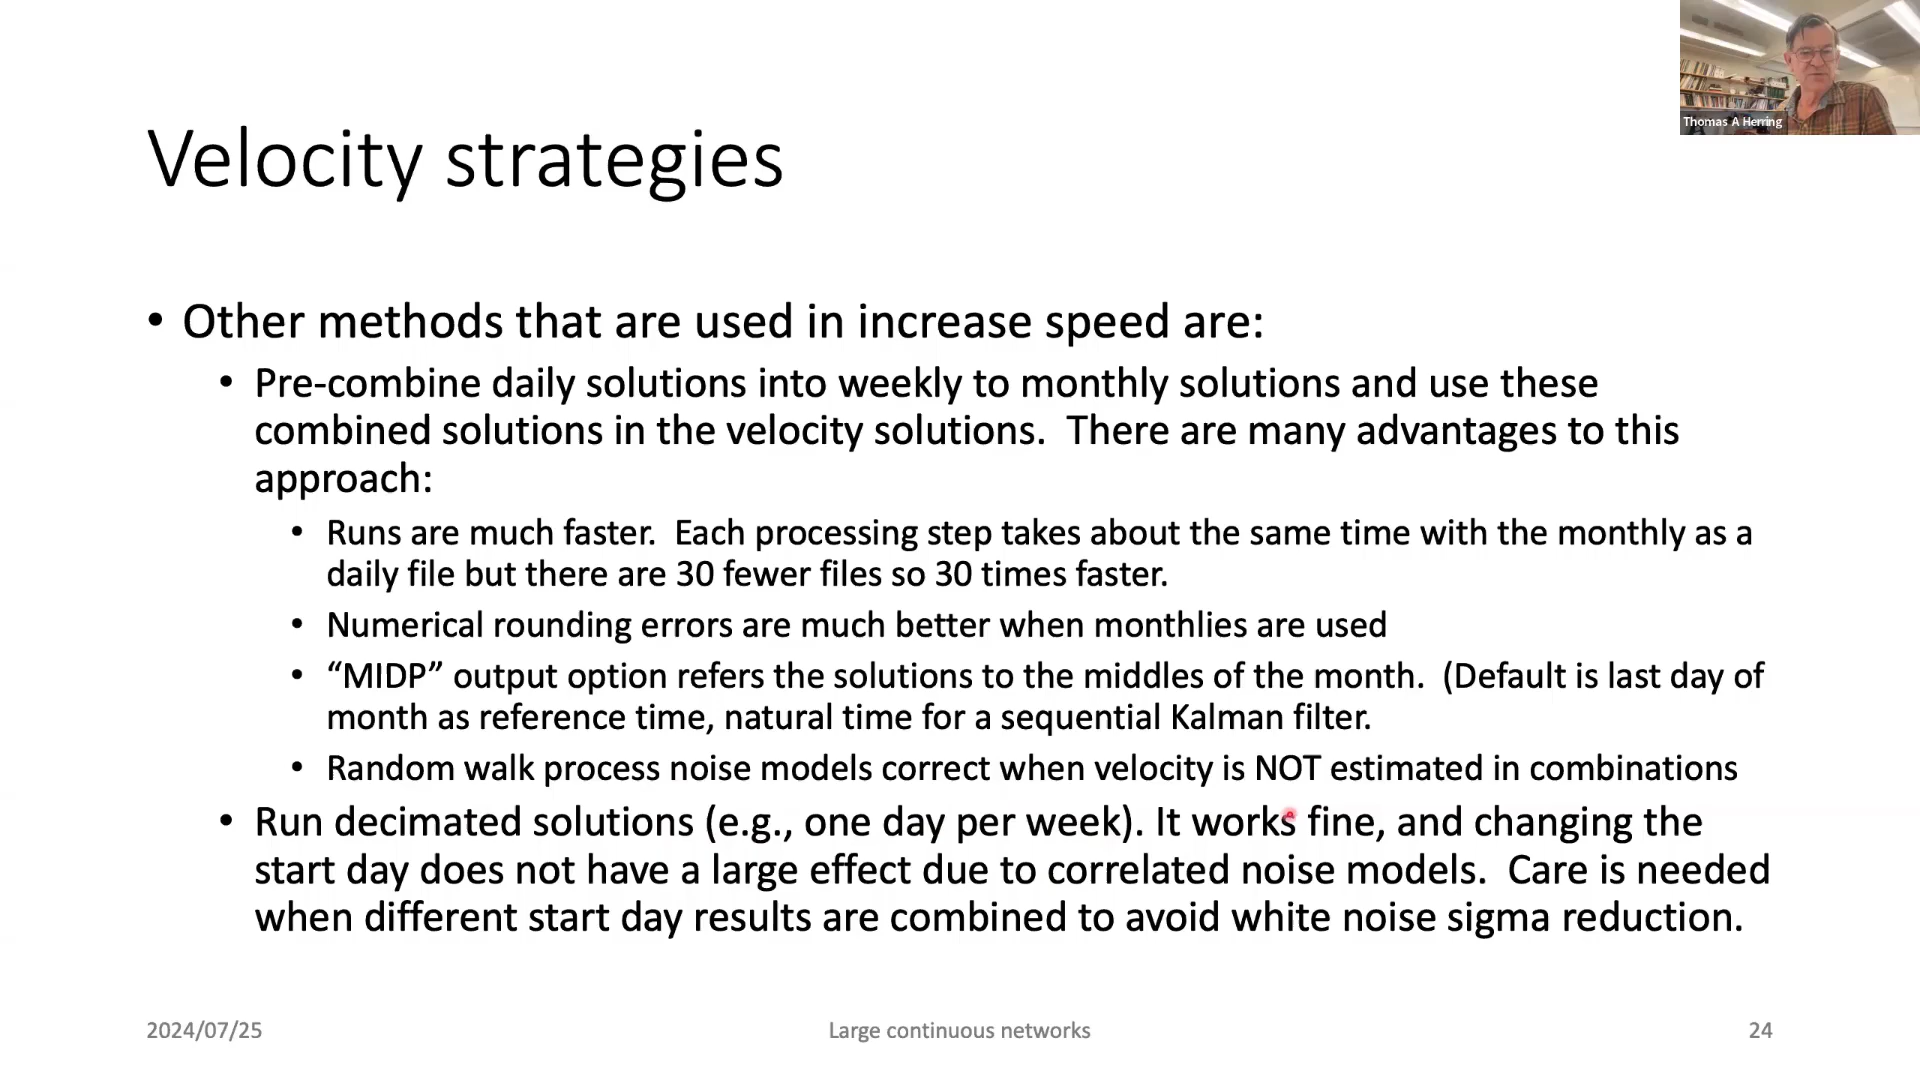 Thomas A Herring
Velocity strategies
• Other methods that are used in increase speed are:
• Pre-combine daily solutions into weekly to monthly solutions and use these
combined solutions in the velocity solutions.  There are many advantages to this
approach:
• Runs are much faster.  Each processing step takes about the same time with the monthly as a
daily file but there are 30 fewer files so 30 times faster.
• Numerical rounding errors are much better when monthlies are used
• “MIDP” output option refers the solutions to the middles of the month.  (Default is last day of
month as reference time, natural time for a sequential Kalman filter.
• Random walk process noise models correct when velocity is NOT estimated in combinations
• Run decimated solutions (e.g., one day per week). It works fine, and changing the
start day does not have a large effect due to correlated noise models.  Care is needed
when different start day results are combined to avoid white noise sigma reduction.
2024/07/25
Large continuous networks
24